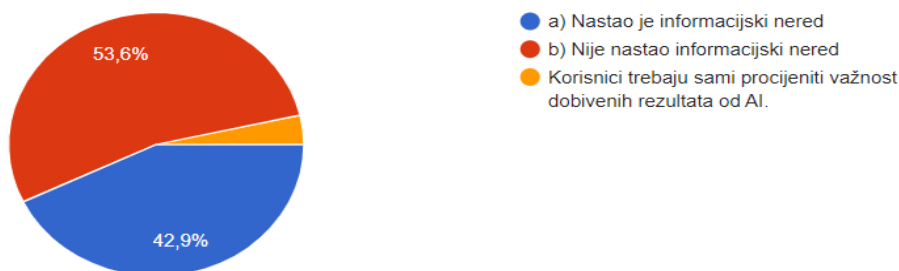 53,6%
42,9%
a) Nastao je informacijski nered
b) Nije nastao informacijski nered
Korisnici trebaju sami procijeniti važnost
dobivenih rezultata od AI.